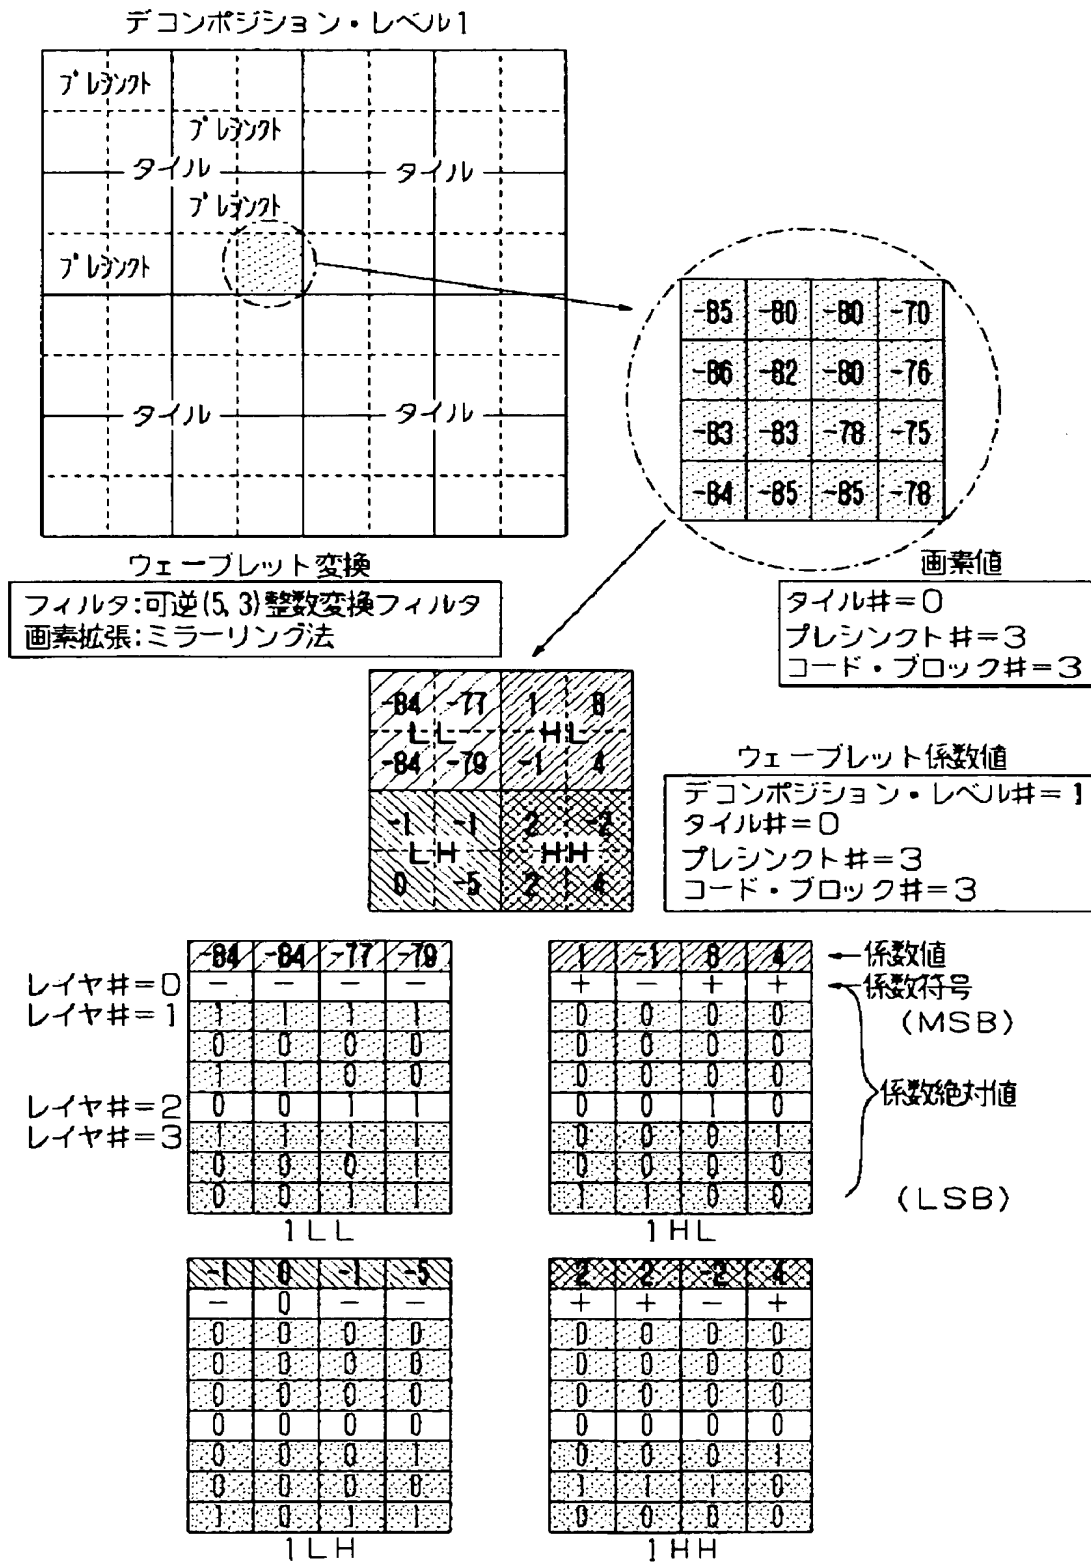 デコンポジション・レベル1
プレシンクト
プレシンクト
タイル タイル
プレシンクト
プレシンクト
タイル タイル
-85 -80 -80 -70
-86 -82 -80 -76
-83 -83 -78 -75
-84 -85 -85 -78
ウェーブレット変換
フィルタ:可逆(5,3)整数変換フィルタ
画素拡張:ミラーリング法
画素値
タイル#=0
プレシンクト#=3
コード・ブロック#=3
-84 -77 1 8
LL HL
-84 -79 -1 4
-1 -1 2 -2
LH HH
0 -5 2 4
ウェーブレット係数値
デコンポジション・レベル#=1
タイル#=0
プレシンクト#=3
コード・ブロック#=3
-84 -84 -77 -79
レイヤ#=0 - - - -
レイヤ#=1 1 1 1 1
0 0 0 0
1 1 0 0
レイヤ#=2 0 0 1 1
レイヤ#=3 1 1 1 1
0 0 0 1
0 0 1 1
1LL
1 -1 8 4 ←係数値
+ - + + ←係数符号
0 0 0 0 (MSB)
0 0 0 0
0 0 0 0
0 0 1 0 係数絶対値
0 0 0 1
0 0 0 0
1 1 0 0 (LSB)
1HL
-1 0 -1 -5
- 0 - -
0 0 0 0
0 0 0 0
0 0 0 0
0 0 0 0
0 0 0 1
0 0 0 0
1 0 1 1
1LH
2 2 -2 4
+ + - +
0 0 0 0
0 0 0 0
0 0 0 0
0 0 0 0
0 0 0 1
1 1 1 0
0 0 0 0
1HH